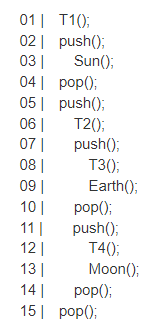 01 | T1();
02 | push();
03 | Sun();
04 | pop();
05 | push();
06 | T2();
07 | push();
08 | T3();
09 | Earth();
10 | pop();
11 | push();
12 | T4();
13 | Moon();
14 | pop();
15 | pop();